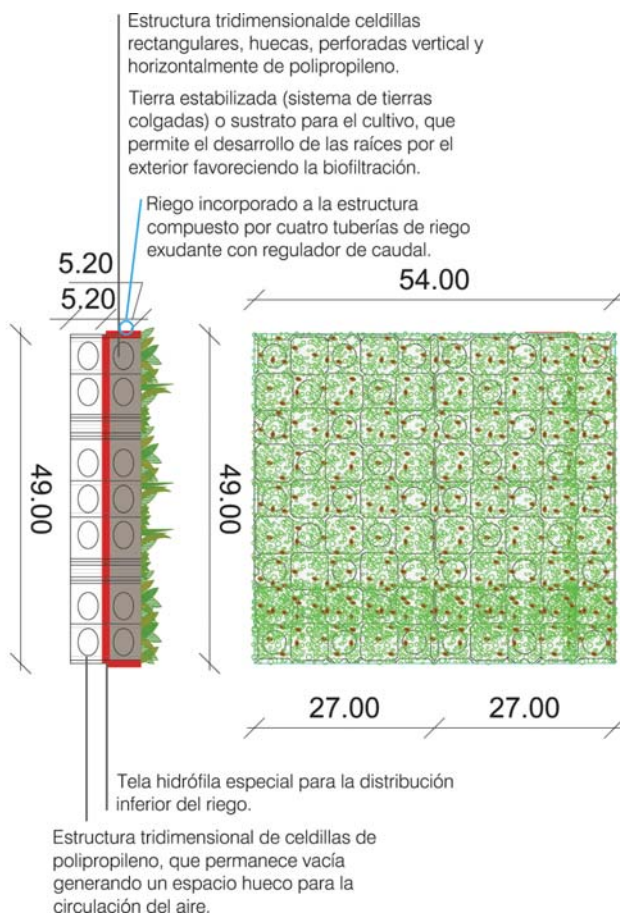 Estructura tridimensionalde celdillas
rectangulares, huecas, perforadas vertical y
horizontalmente de polipropileno.
Tierra estabilizada (sistema de tierras
colgadas) o sustrato para el cultivo, que
permite el desarrollo de las raíces por el
exterior favoreciendo la biofiltración.
Riego incorporado a la estructura
compuesto por cuatro tuberías de riego
exudante con regulador de caudal.
5.20
5.20
54.00
49.00
49.00
27.00
27.00
Tela hidrófila especial para la distribución
inferior del riego.
Estructura tridimensional de celdillas de
polipropileno, que permanece vacía
generando un espacio hueco para la
circulación del aire.